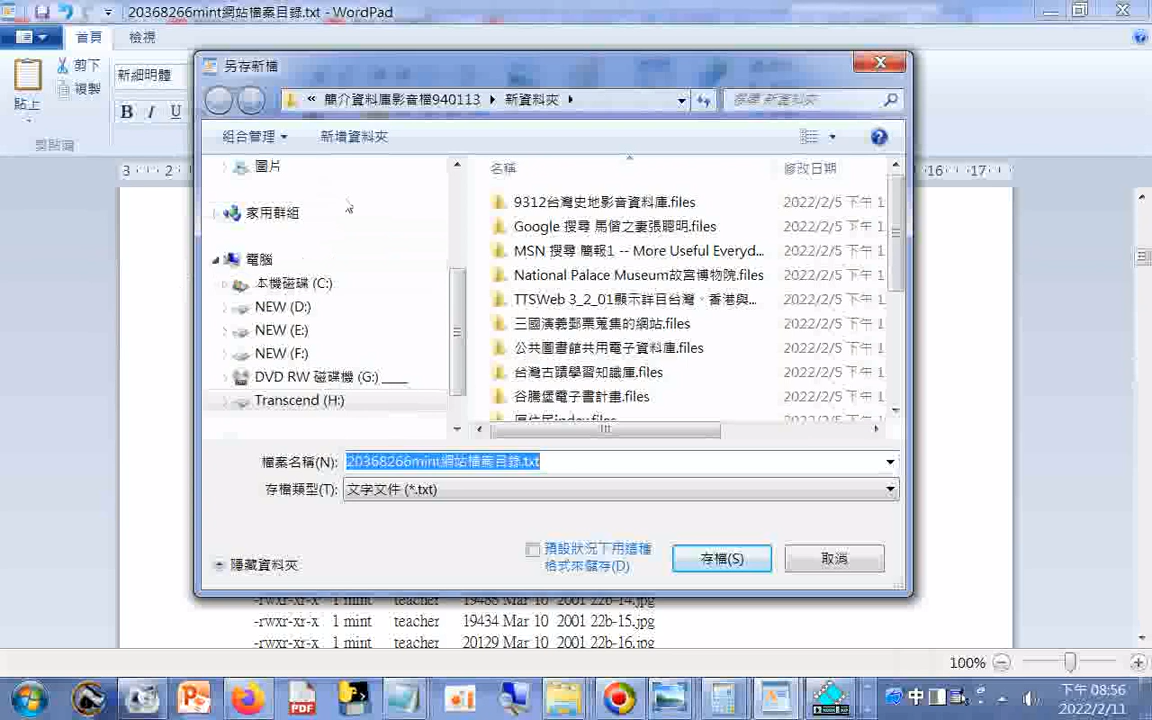 20368266mint網站檔案目錄.txt - WordPad
首頁
檢視
貼上
剪下
複製
新細明體
B I U
剪貼簿
另存新檔
« 簡介資料庫影音檔940113 ▸ 新資料夾 ▸
搜尋 新資料夾
組合管理
新增資料夾
圖片
家用群組
電腦
本機磁碟 (C:)
NEW (D:)
NEW (E:)
NEW (F:)
DVD RW 磁碟機 (G:) ____
Transcend (H:)
名稱
修改日期
9312台灣史地影音資料庫.files 2022/2/5 下午 1
Google 搜尋 馬偕之妻張聰明.files 2022/2/5 下午 1
MSN 搜尋 簡報1 -- More Useful Everyd... 2022/2/5 下午 1
National Palace Museum故宮博物院.files 2022/2/5 下午 1
TTSWeb 3_2_01顯示詳目台灣。香港與... 2022/2/5 下午 1
三國演義郵票蒐集的網站.files 2022/2/5 下午 1
公共圖書館共用電子資料庫.files 2022/2/5 下午 1
台灣古蹟學習知識庫.files 2022/2/5 下午 1
谷騰堡電子書計畫.files 2022/2/5 下午 1
原住民index.files
檔案名稱(N): 20368266mint網站檔案目錄.txt
存檔類型(T): 文字文件 (*.txt)
預設狀況下用這種
格式來儲存(D)
存檔(S)
取消
隱藏資料夾
3 2 16 17
-rwxr-xr-x 1 mint teacher 19488 Mar 10 2001 22b-14.jpg
-rwxr-xr-x 1 mint teacher 19434 Mar 10 2001 22b-15.jpg
-rwxr-xr-x 1 mint teacher 20129 Mar 10 2001 22b-16.jpg
100%
PDF
中
下午 08:56
2022/2/11